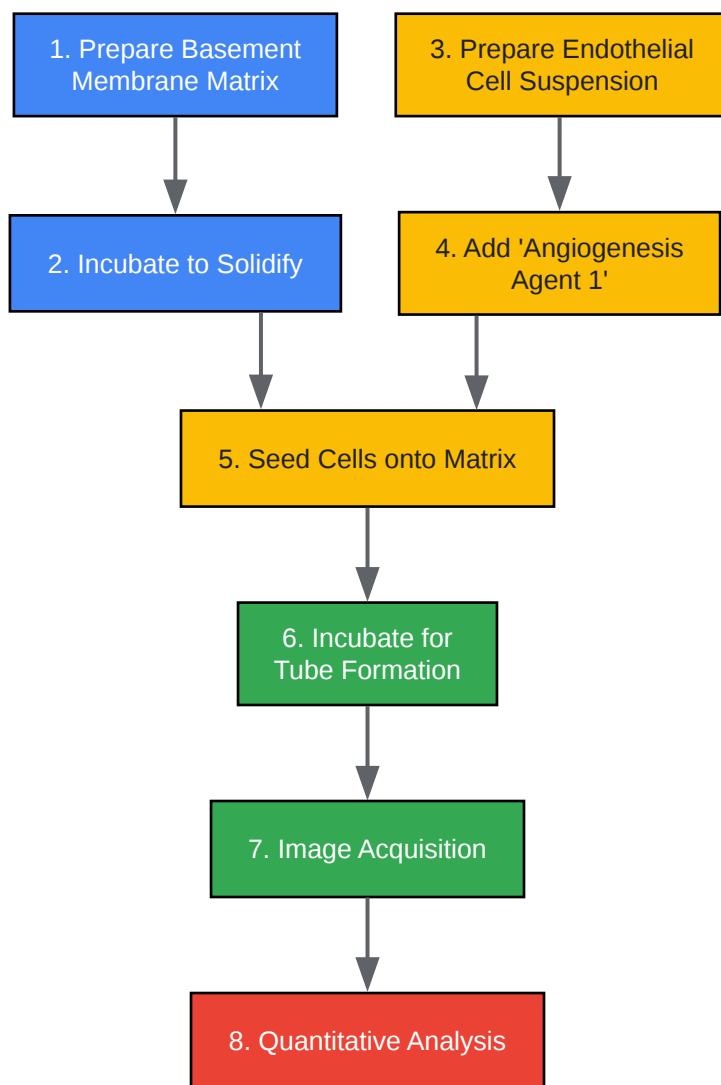 1. Prepare Basement
Membrane Matrix
3. Prepare Endothelial
Cell Suspension
2. Incubate to Solidify
4. Add 'Angiogenesis
Agent 1'
5. Seed Cells onto Matrix
6. Incubate for
Tube Formation
7. Image Acquisition
8. Quantitative Analysis